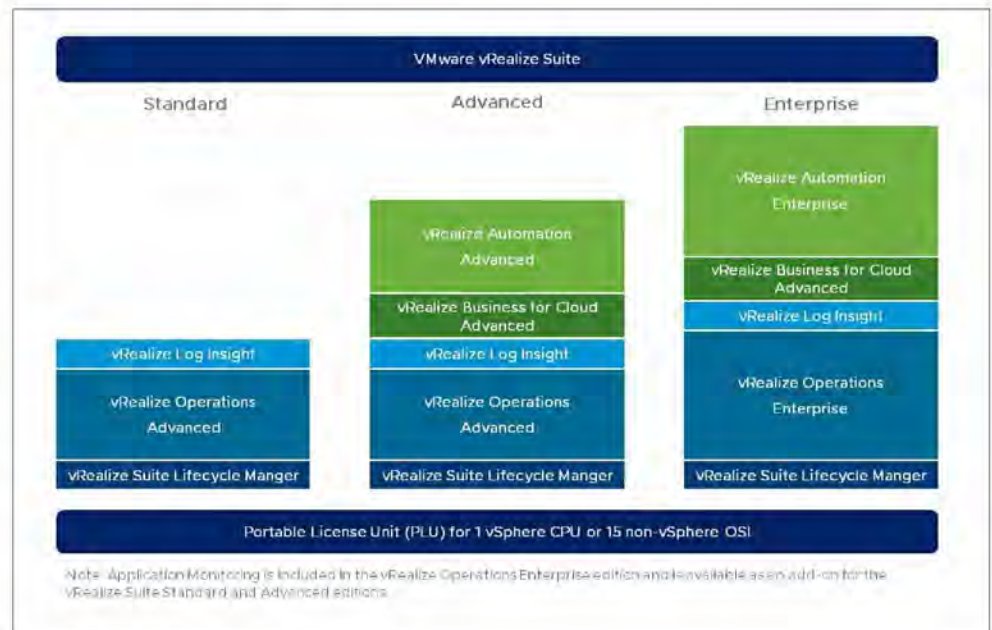 VMware vRealize Suite
Standard
vRealize Log Insight
vRealize Operations
Advanced
vRealize Suite Lifecycle Manger
Advanced
vRealize Automation
Advanced
vRealize Business for Cloud
Advanced
vRealize Log Insight
vRealize Operations
Advanced
vRealize Suite Lifecycle Manger
Enterprise
vRealize Automation
Enterprise
vRealize Business for Cloud
Advanced
vRealize Log Insight
vRealize Operations
Enterprise
vRealize Suite Lifecycle Manger
Portable License Unit (PLU) for 1 vSphere CPU or 15 non-vSphere OSI
Note: Application Monitoring is included in the vRealize Operations Enterprise edition and is available as an add-on for the
vRealize Suite Standard and Advanced editions.